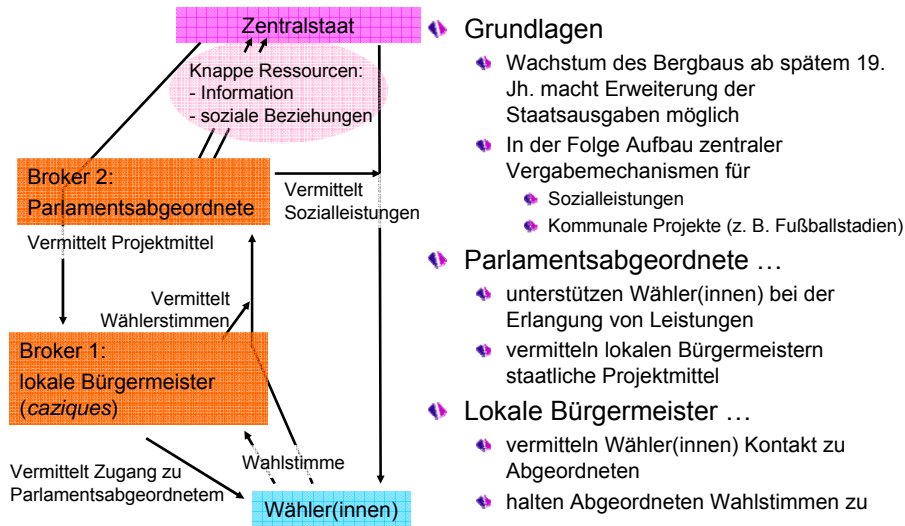 Zentralstaat
Knappe Ressourcen:
- Information
- soziale Beziehungen
Broker 2:
Parlamentsabgeordnete
Vermittelt
Sozialleistungen
Vermittelt Projektmittel
Vermittelt
Wählerstimmen
Broker 1:
lokale Bürgermeister
(caziques)
Wahlstimme
Vermittelt Zugang zu
Parlamentsabgeordnetem
Wähler(innen)
Grundlagen
Wachstum des Bergbaus ab spätem 19.
Jh. macht Erweiterung der
Staatsausgaben möglich
In der Folge Aufbau zentraler
Vergabemechanismen für
Sozialleistungen
Kommunale Projekte (z. B. Fußballstadien)
Parlamentsabgeordnete …
unterstützen Wähler(innen) bei der
Erlangung von Leistungen
vermitteln lokalen Bürgermeistern
staatliche Projektmittel
Lokale Bürgermeister …
vermitteln Wähler(innen) Kontakt zu
Abgeordneten
halten Abgeordneten Wahlstimmen zu